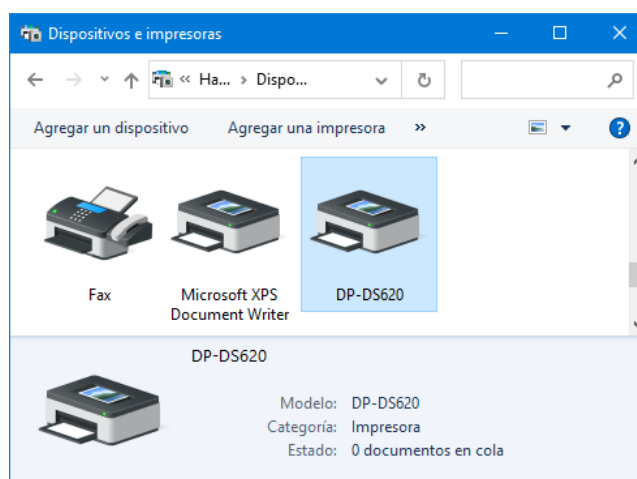 Dispositivos e impresoras
« Ha... › Dispo...
Agregar un dispositivo Agregar una impresora »
Fax
Microsoft XPS
Document Writer
DP-DS620
DP-DS620
Modelo: DP-DS620
Categoría: Impresora
Estado: 0 documentos en cola